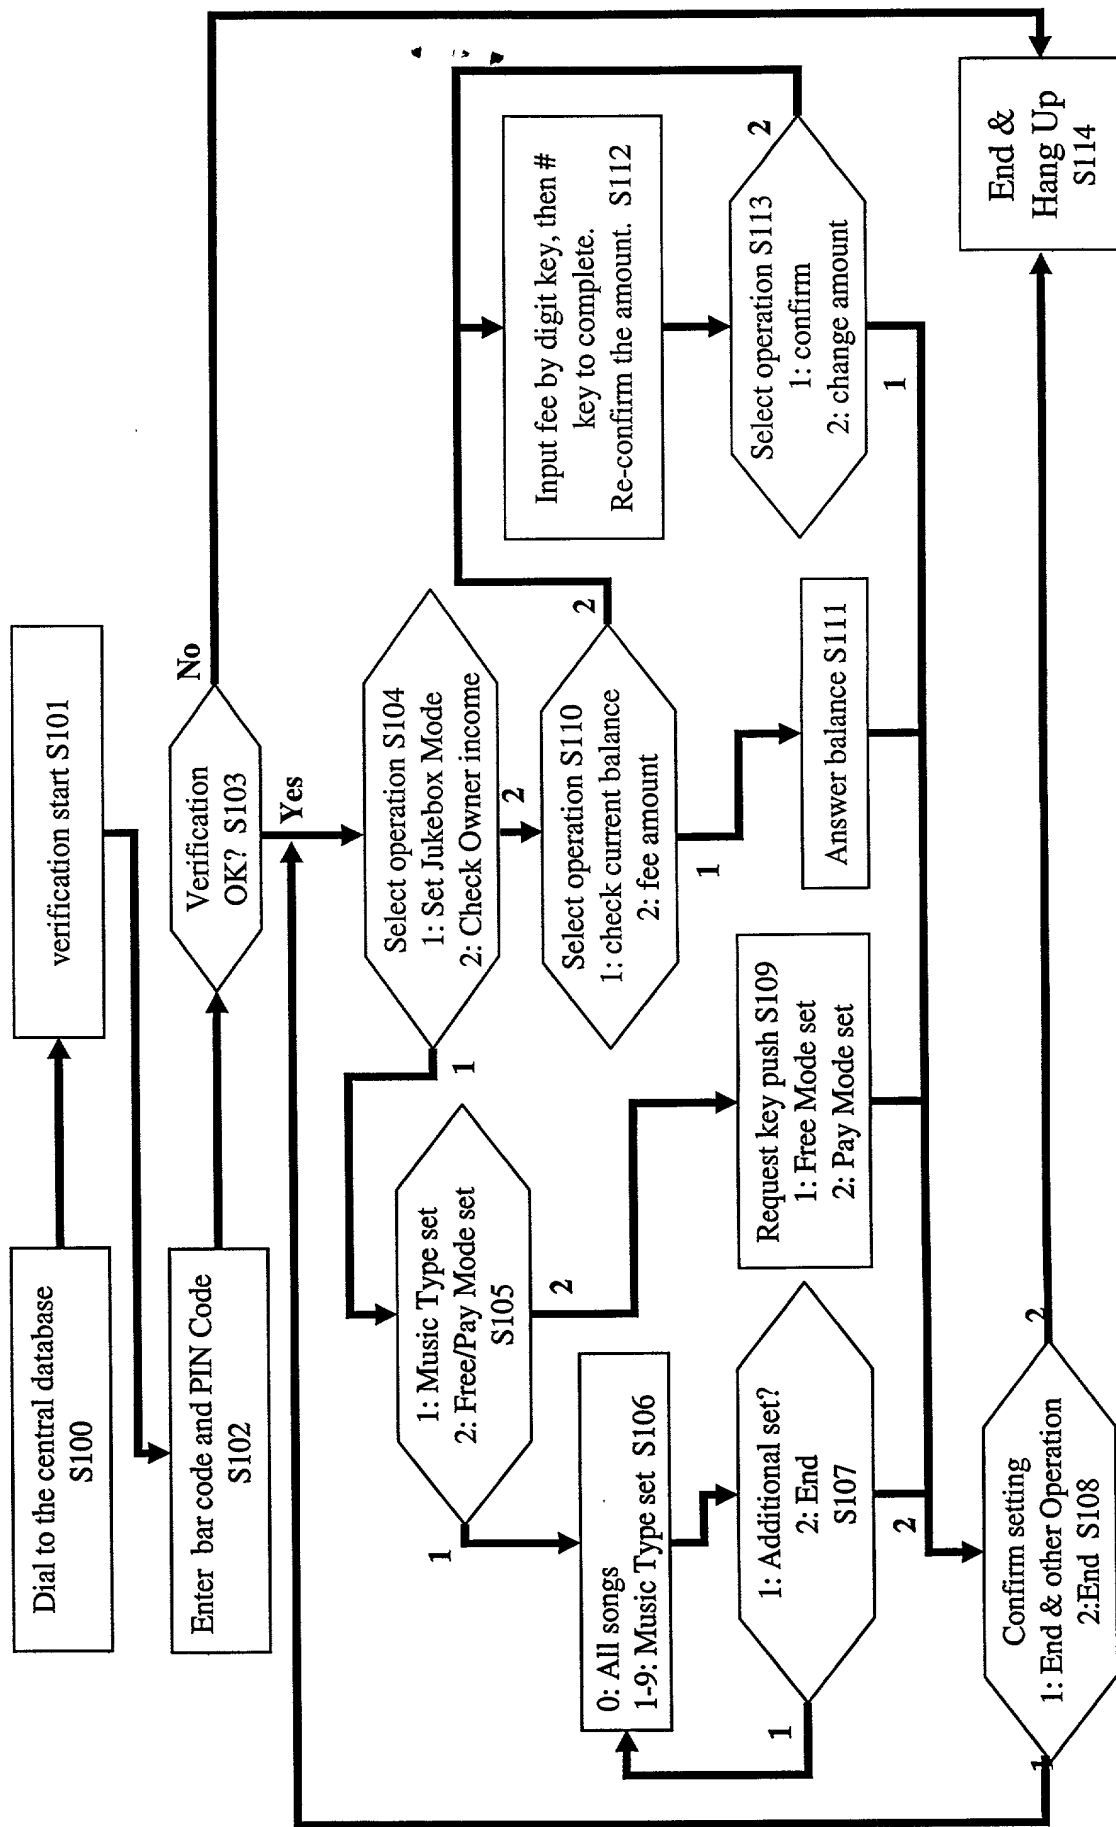 Dial to the central database
S100
verification start S101
Enter bar code and PIN Code
S102
Verification
OK? S103
No
Yes
Select operation S104
1: Set Jukebox Mode
2: Check Owner income
1
2
1: Music Type set
2: Free/Pay Mode set
S105
1
2
0: All songs
1-9: Music Type set S106
1: Additional set?
2: End
S107
1
2
Request key push S109
1: Free Mode set
2: Pay Mode set
Select operation S110
1: check current balance
2: fee amount
1
2
Answer balance S111
Input fee by digit key, then #
key to complete.
Re-confirm the amount. S112
Select operation S113
1: confirm
2: change amount
1
2
Confirm setting
1: End & other Operation
2:End S108
1
2
End &
Hang Up
S114